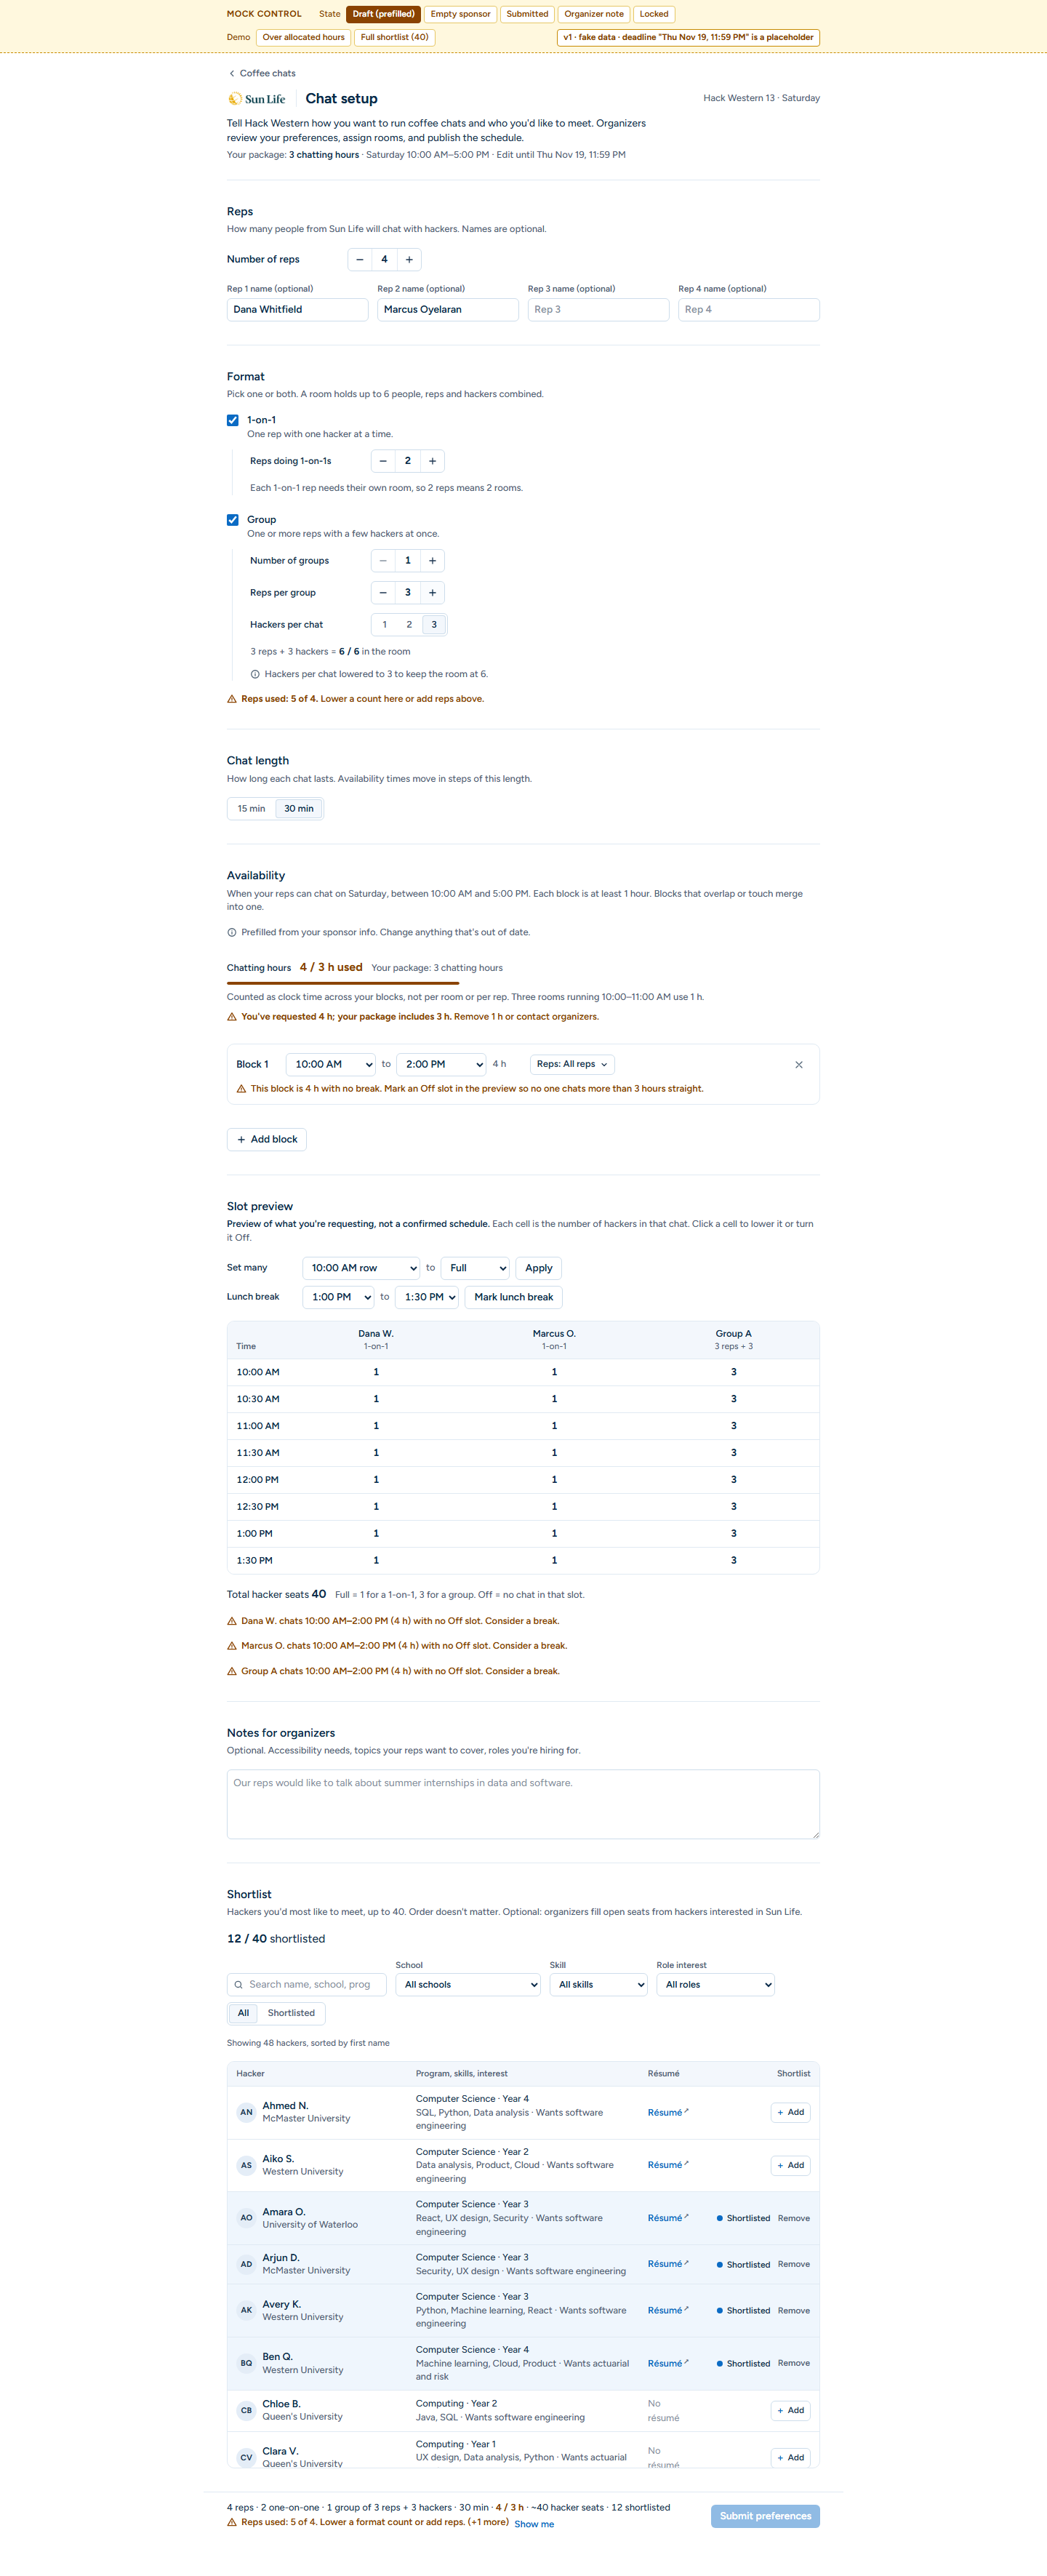 MOCK CONTROL State Draft (prefilled) Empty sponsor Submitted Organizer note Locked
Demo Over allocated hours Full shortlist (40) v1 · fake data · deadline "Thu Nov 19, 11:59 PM" is a placeholder
Coffee chats
Sun Life Chat setup Hack Western 13 · Saturday
Tell Hack Western how you want to run coffee chats and who you'd like to meet. Organizers
review your preferences, assign rooms, and publish the schedule.
Your package: 3 chatting hours · Saturday 10:00 AM–5:00 PM · Edit until Thu Nov 19, 11:59 PM
Reps
How many people from Sun Life will chat with hackers. Names are optional.
Number of reps − 4 +
Rep 1 name (optional) Rep 2 name (optional) Rep 3 name (optional) Rep 4 name (optional)
Dana Whitfield Marcus Oyelaran Rep 3 Rep 4
Format
Pick one or both. A room holds up to 6 people, reps and hackers combined.
1-on-1
One rep with one hacker at a time.
Reps doing 1-on-1s − 2 +
Each 1-on-1 rep needs their own room, so 2 reps means 2 rooms.
Group
One or more reps with a few hackers at once.
Number of groups − 1 +
Reps per group − 3 +
Hackers per chat 1 2 3
3 reps + 3 hackers = 6 / 6 in the room
Hackers per chat lowered to 3 to keep the room at 6.
Reps used: 5 of 4. Lower a count here or add reps above.
Chat length
How long each chat lasts. Availability times move in steps of this length.
15 min 30 min
Availability
When your reps can chat on Saturday, between 10:00 AM and 5:00 PM. Each block is at least 1 hour. Blocks that overlap or touch merge
into one.
Prefilled from your sponsor info. Change anything that's out of date.
Chatting hours 4 / 3 h used Your package: 3 chatting hours
Counted as clock time across your blocks, not per room or per rep. Three rooms running 10:00–11:00 AM use 1 h.
You've requested 4 h; your package includes 3 h. Remove 1 h or contact organizers.
Block 1 10:00 AM to 2:00 PM 4 h Reps: All reps
This block is 4 h with no break. Mark an Off slot in the preview so no one chats more than 3 hours straight.
+ Add block
Slot preview
Preview of what you're requesting, not a confirmed schedule. Each cell is the number of hackers in that chat. Click a cell to lower it or turn
it Off.
Set many 10:00 AM row to Full Apply
Lunch break 1:00 PM to 1:30 PM Mark lunch break
Dana W. Marcus O. Group A
Time 1-on-1 1-on-1 3 reps + 3
10:00 AM 1 1 3
10:30 AM 1 1 3
11:00 AM 1 1 3
11:30 AM 1 1 3
12:00 PM 1 1 3
12:30 PM 1 1 3
1:00 PM 1 1 3
1:30 PM 1 1 3
Total hacker seats 40 Full = 1 for a 1-on-1, 3 for a group. Off = no chat in that slot.
Dana W. chats 10:00 AM–2:00 PM (4 h) with no Off slot. Consider a break.
Marcus O. chats 10:00 AM–2:00 PM (4 h) with no Off slot. Consider a break.
Group A chats 10:00 AM–2:00 PM (4 h) with no Off slot. Consider a break.
Notes for organizers
Optional. Accessibility needs, topics your reps want to cover, roles you're hiring for.
Our reps would like to talk about summer internships in data and software.
Shortlist
Hackers you'd most like to meet, up to 40. Order doesn't matter. Optional: organizers fill open seats from hackers interested in Sun Life.
12 / 40 shortlisted
School Skill Role interest
Search name, school, prog All schools All skills All roles
All Shortlisted
Showing 48 hackers, sorted by first name
Hacker Program, skills, interest Résumé Shortlist
AN Ahmed N. McMaster University Computer Science · Year 4
SQL, Python, Data analysis · Wants software
engineering
Résumé↗ + Add
AS Aiko S. Western University Computer Science · Year 2
Data analysis, Product, Cloud · Wants software
engineering
Résumé↗ + Add
AO Amara O. University of Waterloo Computer Science · Year 3
React, UX design, Security · Wants software
engineering
Résumé↗ Shortlisted Remove
AD Arjun D. McMaster University Computer Science · Year 3
Security, UX design · Wants software engineering
Résumé↗ Shortlisted Remove
AK Avery K. Western University Computer Science · Year 3
Python, Machine learning, React · Wants software
engineering
Résumé↗ Shortlisted Remove
BQ Ben Q. Western University Computer Science · Year 4
Machine learning, Cloud, Product · Wants actuarial
and risk
Résumé↗ Shortlisted Remove
CB Chloe B. Queen's University Computing · Year 2
Java, SQL · Wants software engineering
No résumé + Add
CV Clara V. Queen's University Computing · Year 1
UX design, Data analysis, Python · Wants actuarial
No résumé + Add
4 reps · 2 one-on-one · 1 group of 3 reps + 3 hackers · 30 min · 4 / 3 h · ~40 hacker seats · 12 shortlisted
Reps used: 5 of 4. Lower a format count or add reps. (+1 more) Show me
Submit preferences